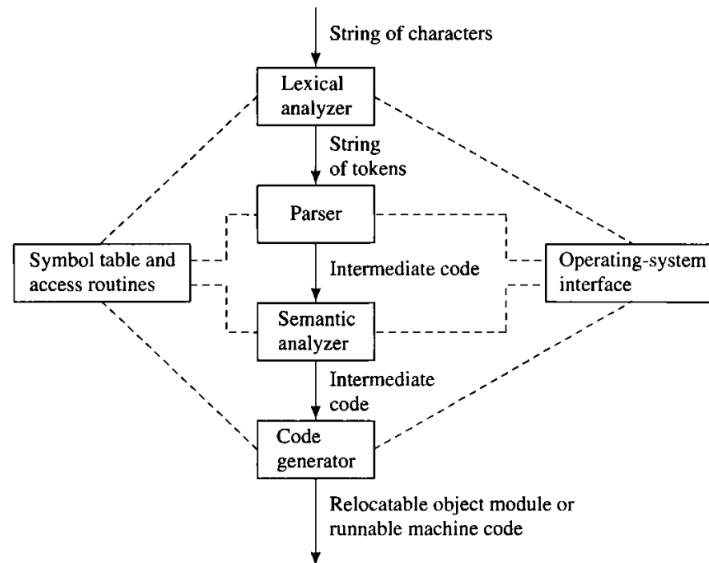 String of characters
Lexical
analyzer
String
of tokens
Parser
Symbol table and
access routines
Intermediate code
Operating-system
interface
Semantic
analyzer
Intermediate
code
Code
generator
Relocatable object module or
runnable machine code